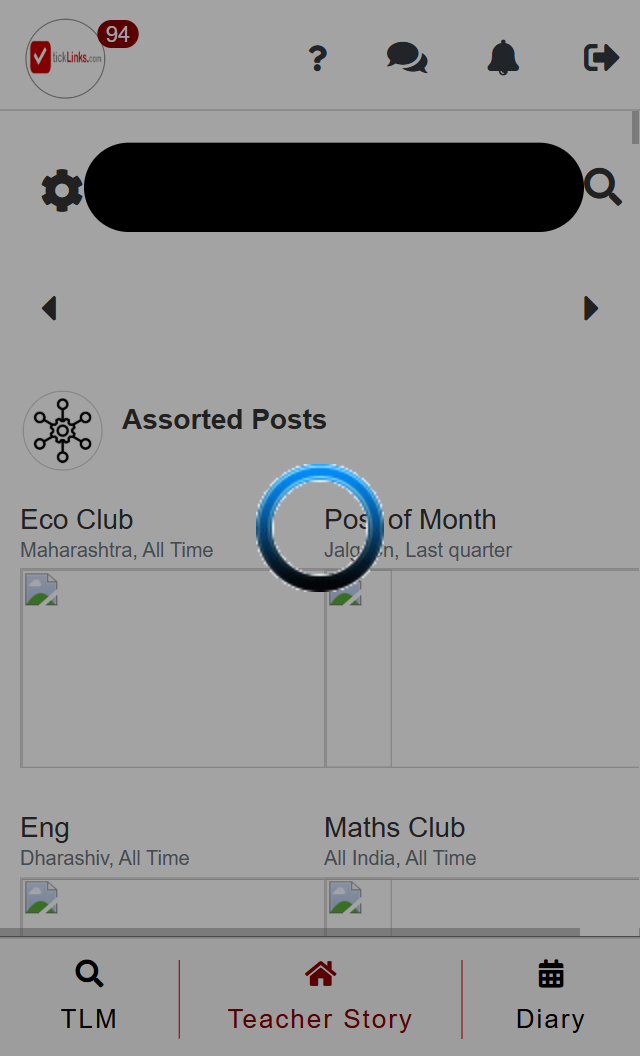 94
tickLinks.com
?
Assorted Posts
Eco Club
Maharashtra, All Time
of Month
Last quarter
Eng
Dharashiv, All Time
Maths Club
All India, All Time
TLM
Teacher Story
Diary